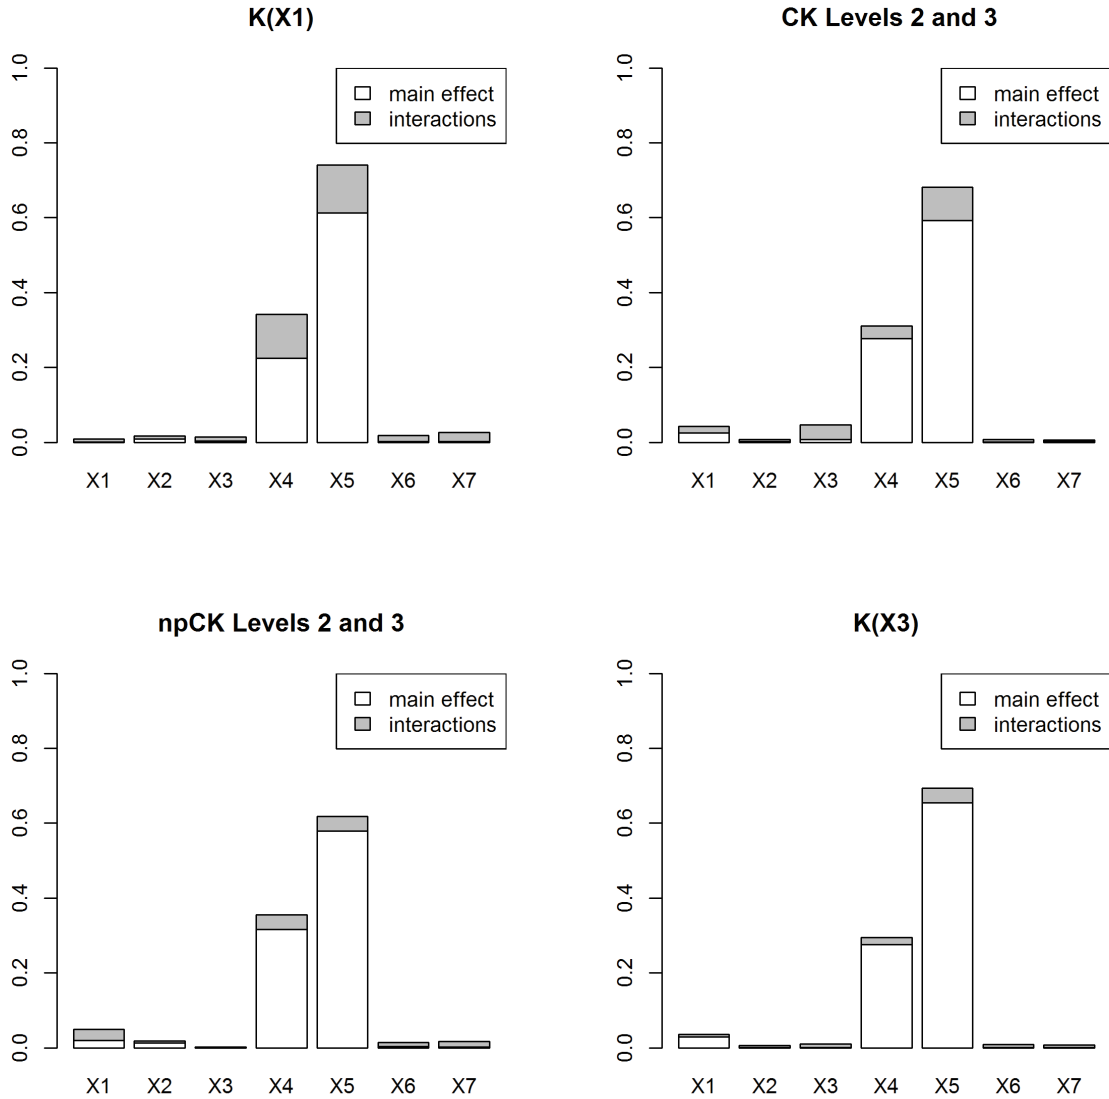 K(X1)
main effect
interactions
0.0 0.2 0.4 0.6 0.8 1.0
X1 X2 X3 X4 X5 X6 X7
CK Levels 2 and 3
main effect
interactions
0.0 0.2 0.4 0.6 0.8 1.0
X1 X2 X3 X4 X5 X6 X7
npCK Levels 2 and 3
main effect
interactions
0.0 0.2 0.4 0.6 0.8 1.0
X1 X2 X3 X4 X5 X6 X7
K(X3)
main effect
interactions
0.0 0.2 0.4 0.6 0.8 1.0
X1 X2 X3 X4 X5 X6 X7